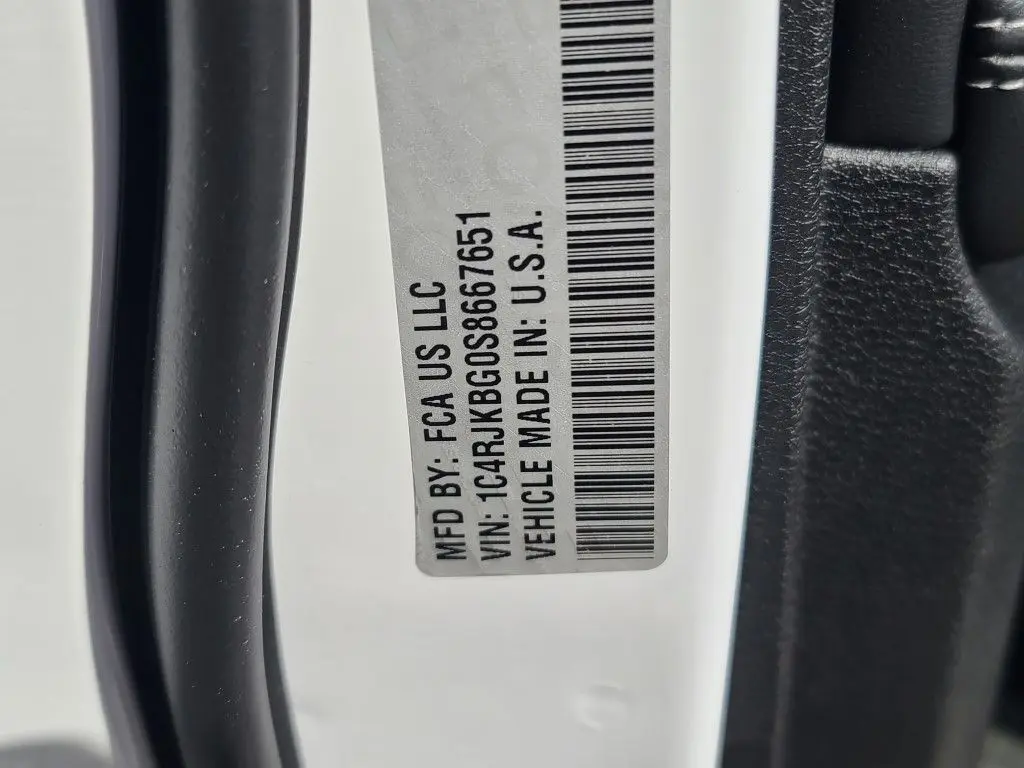 MFD BY: FCA US LLC
VIN: 1C4RJKBG0S8667651
VEHICLE MADE IN: U.S.A.